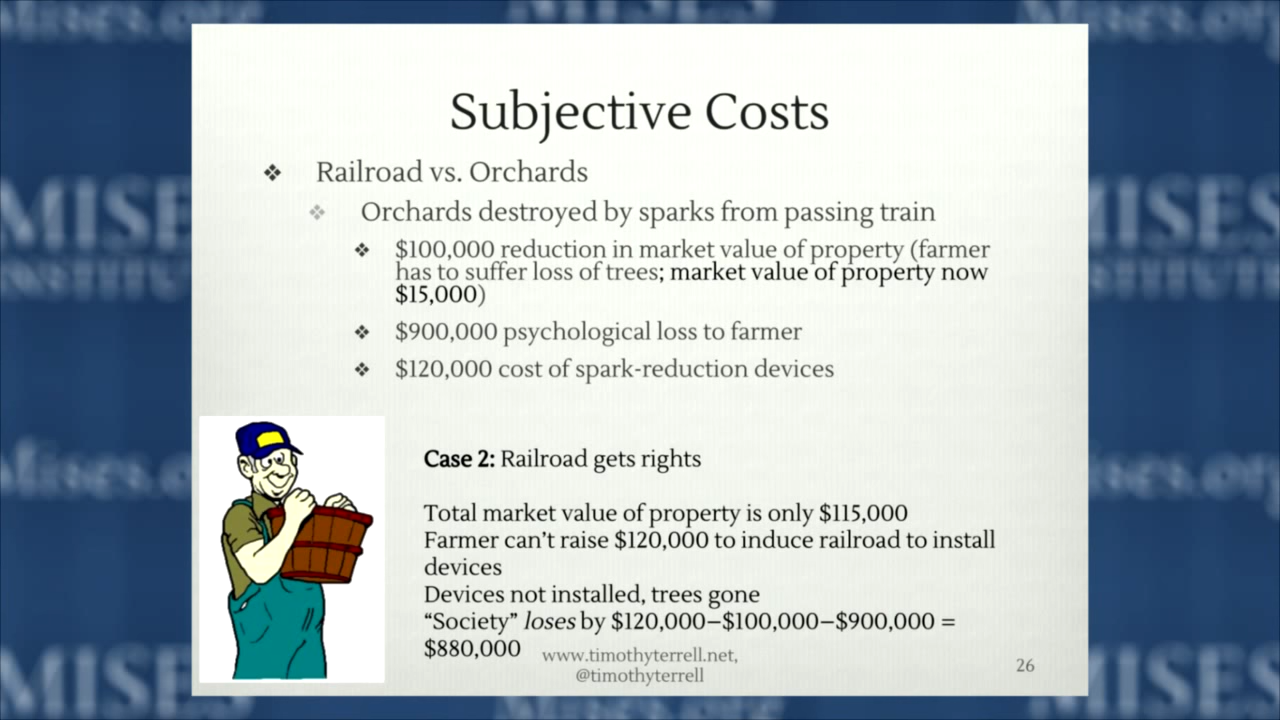 Subjective Costs
❖ Railroad vs. Orchards
❖ Orchards destroyed by sparks from passing train
❖ $100,000 reduction in market value of property (farmer
has to suffer loss of trees; market value of property now
$15,000)
❖ $900,000 psychological loss to farmer
❖ $120,000 cost of spark-reduction devices
Case 2: Railroad gets rights
Total market value of property is only $115,000
Farmer can’t raise $120,000 to induce railroad to install
devices
Devices not installed, trees gone
“Society” loses by $120,000–$100,000–$900,000 =
$880,000
www.timothyterrell.net,
@timothyterrell
26
MISES
Mises.org
MISES